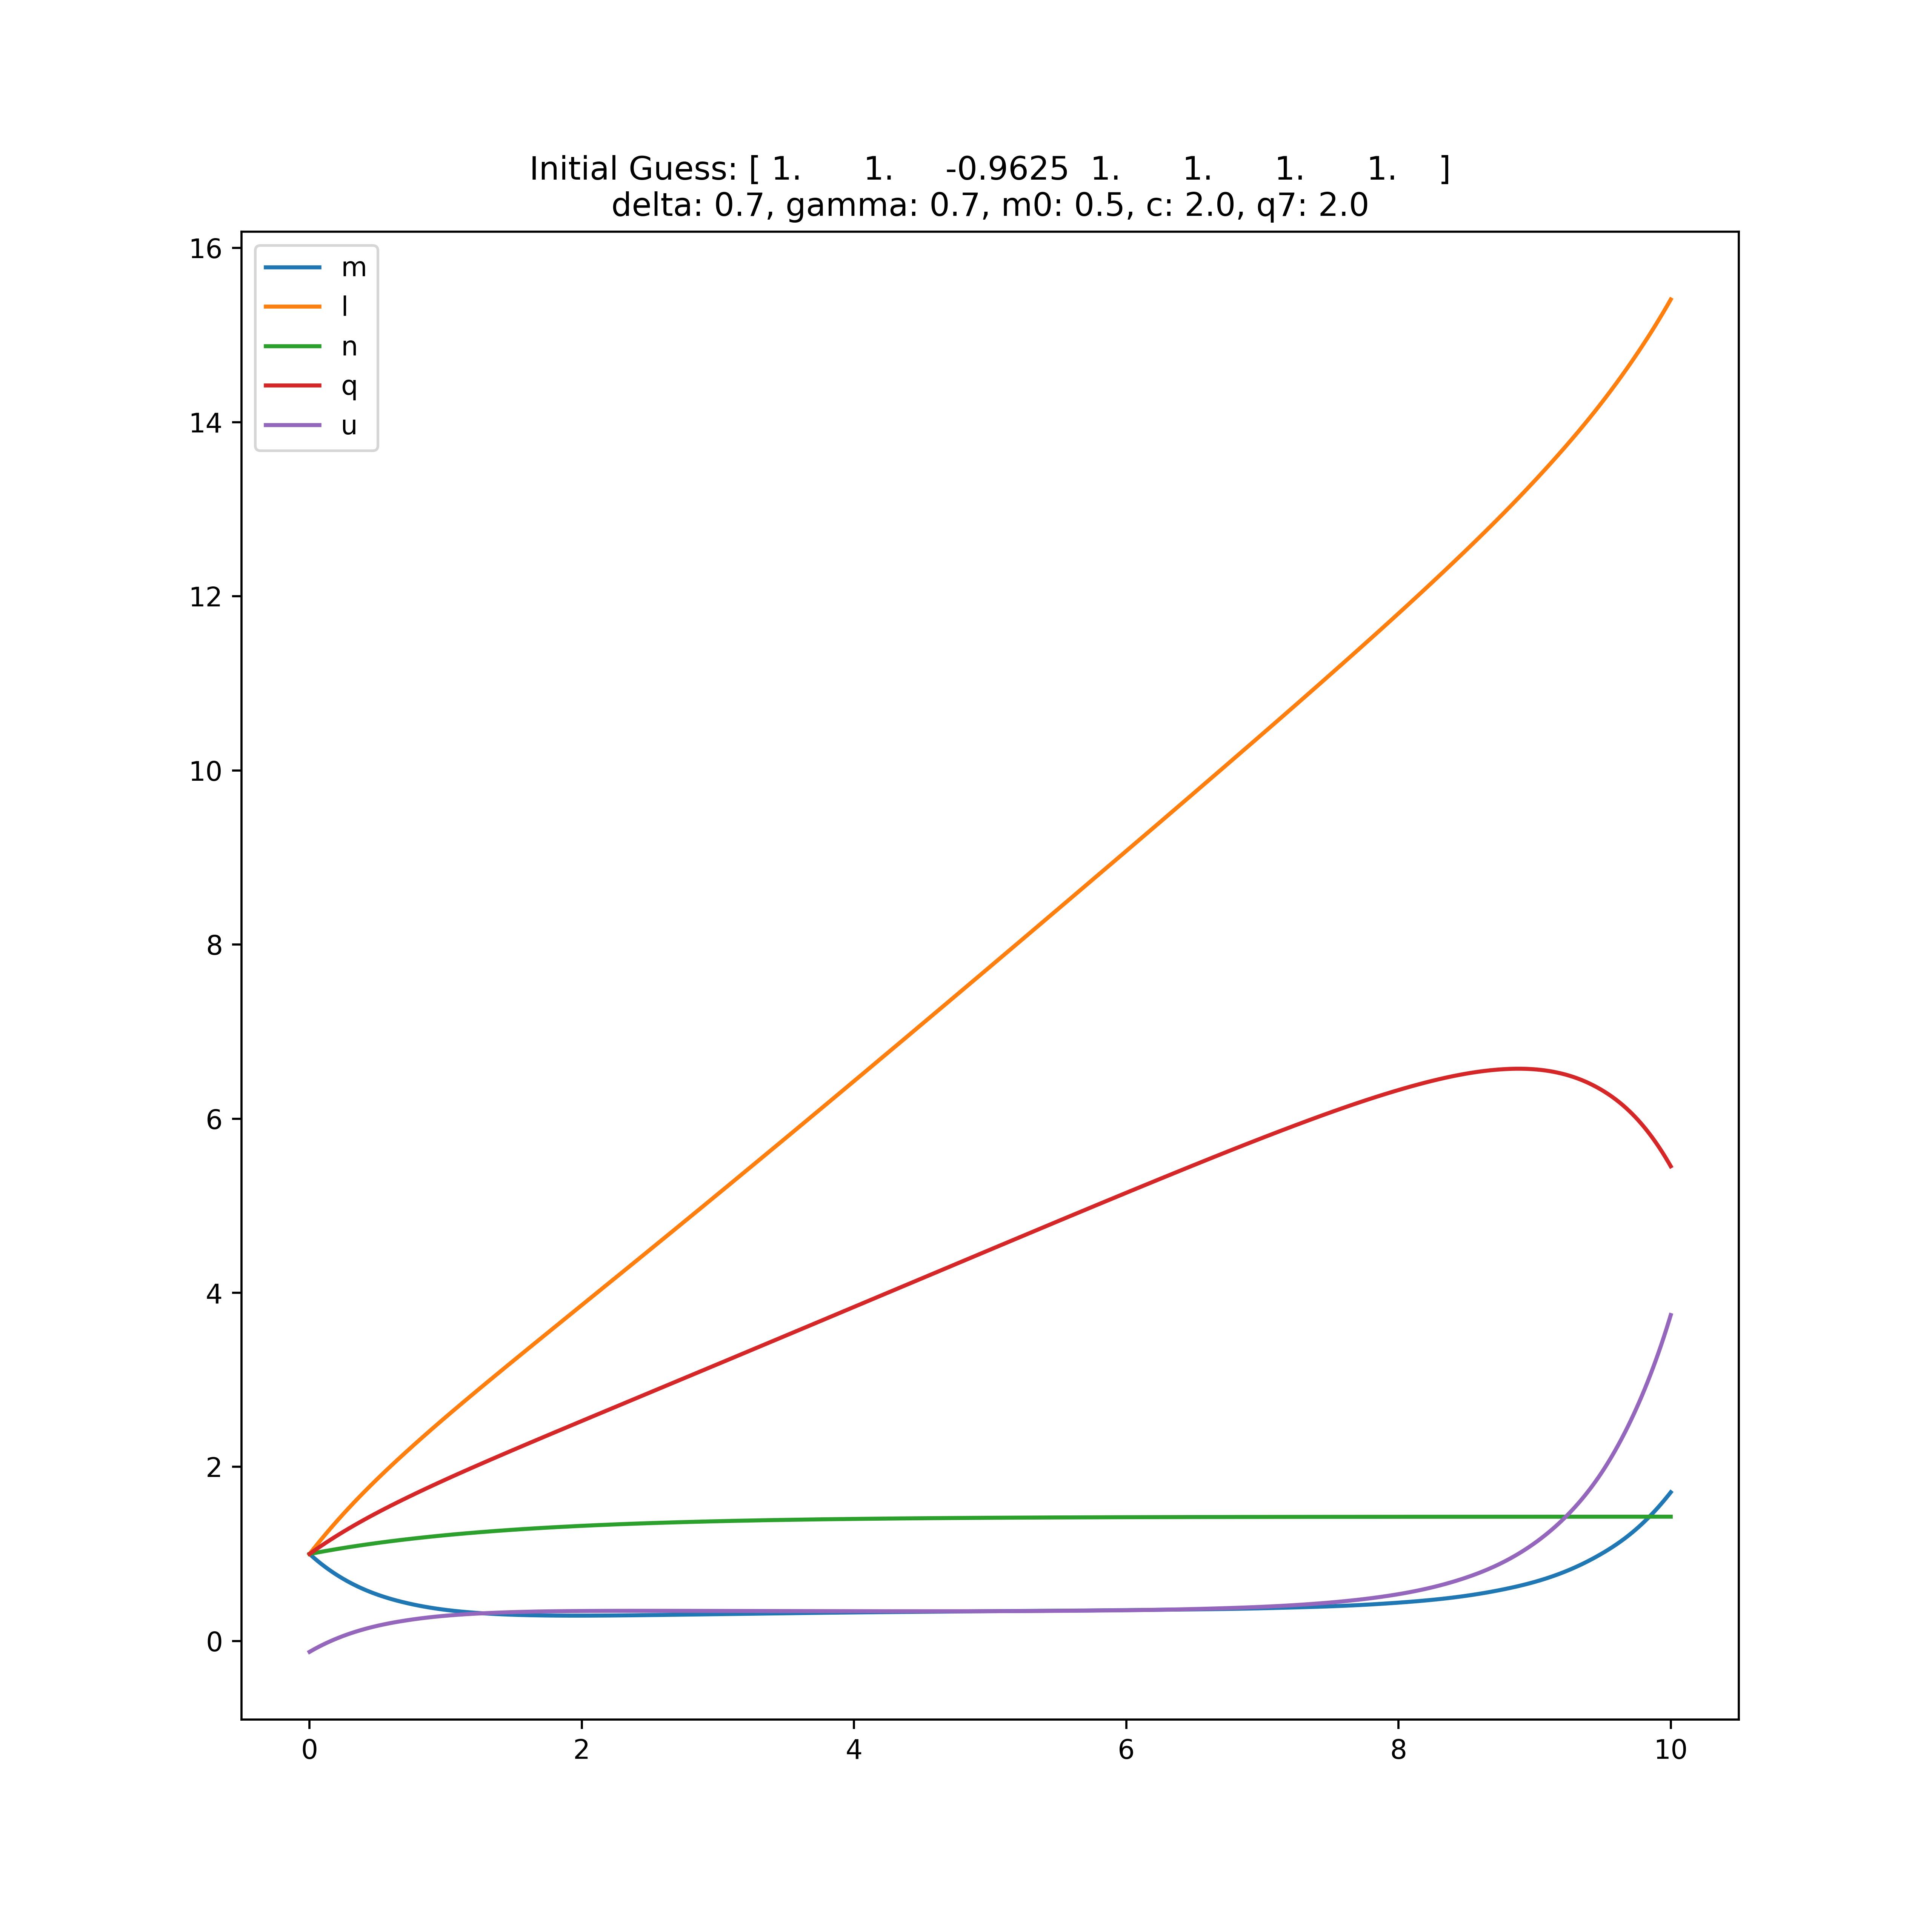 Initial Guess: [ 1. 1. -0.9625 1. 1. 1. 1. ]
delta: 0.7, gamma: 0.7, m0: 0.5, c: 2.0, q7: 2.0
16
14
12
10
8
6
4
2
0
m
l
n
q
u
0 2 4 6 8 10